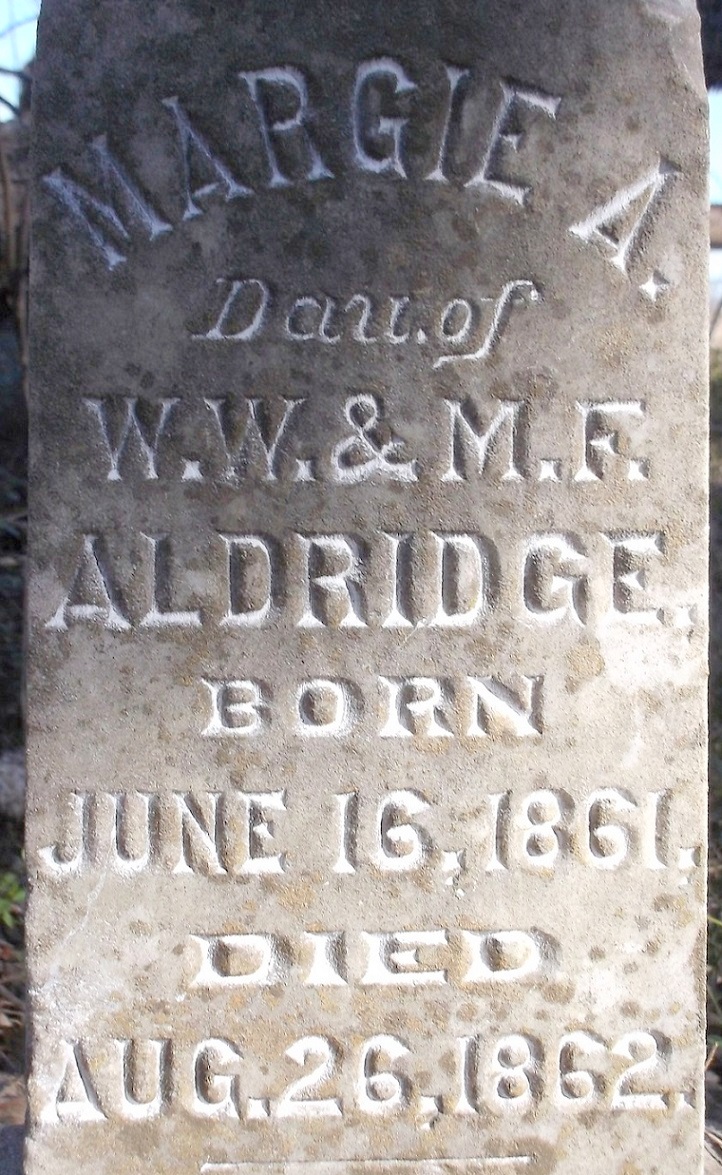 MARGIE A.
Dau. of
W. W. & M. F.
ALDRIDGE.
BORN
JUNE 16, 1861,
DIED
AUG. 26, 1862.